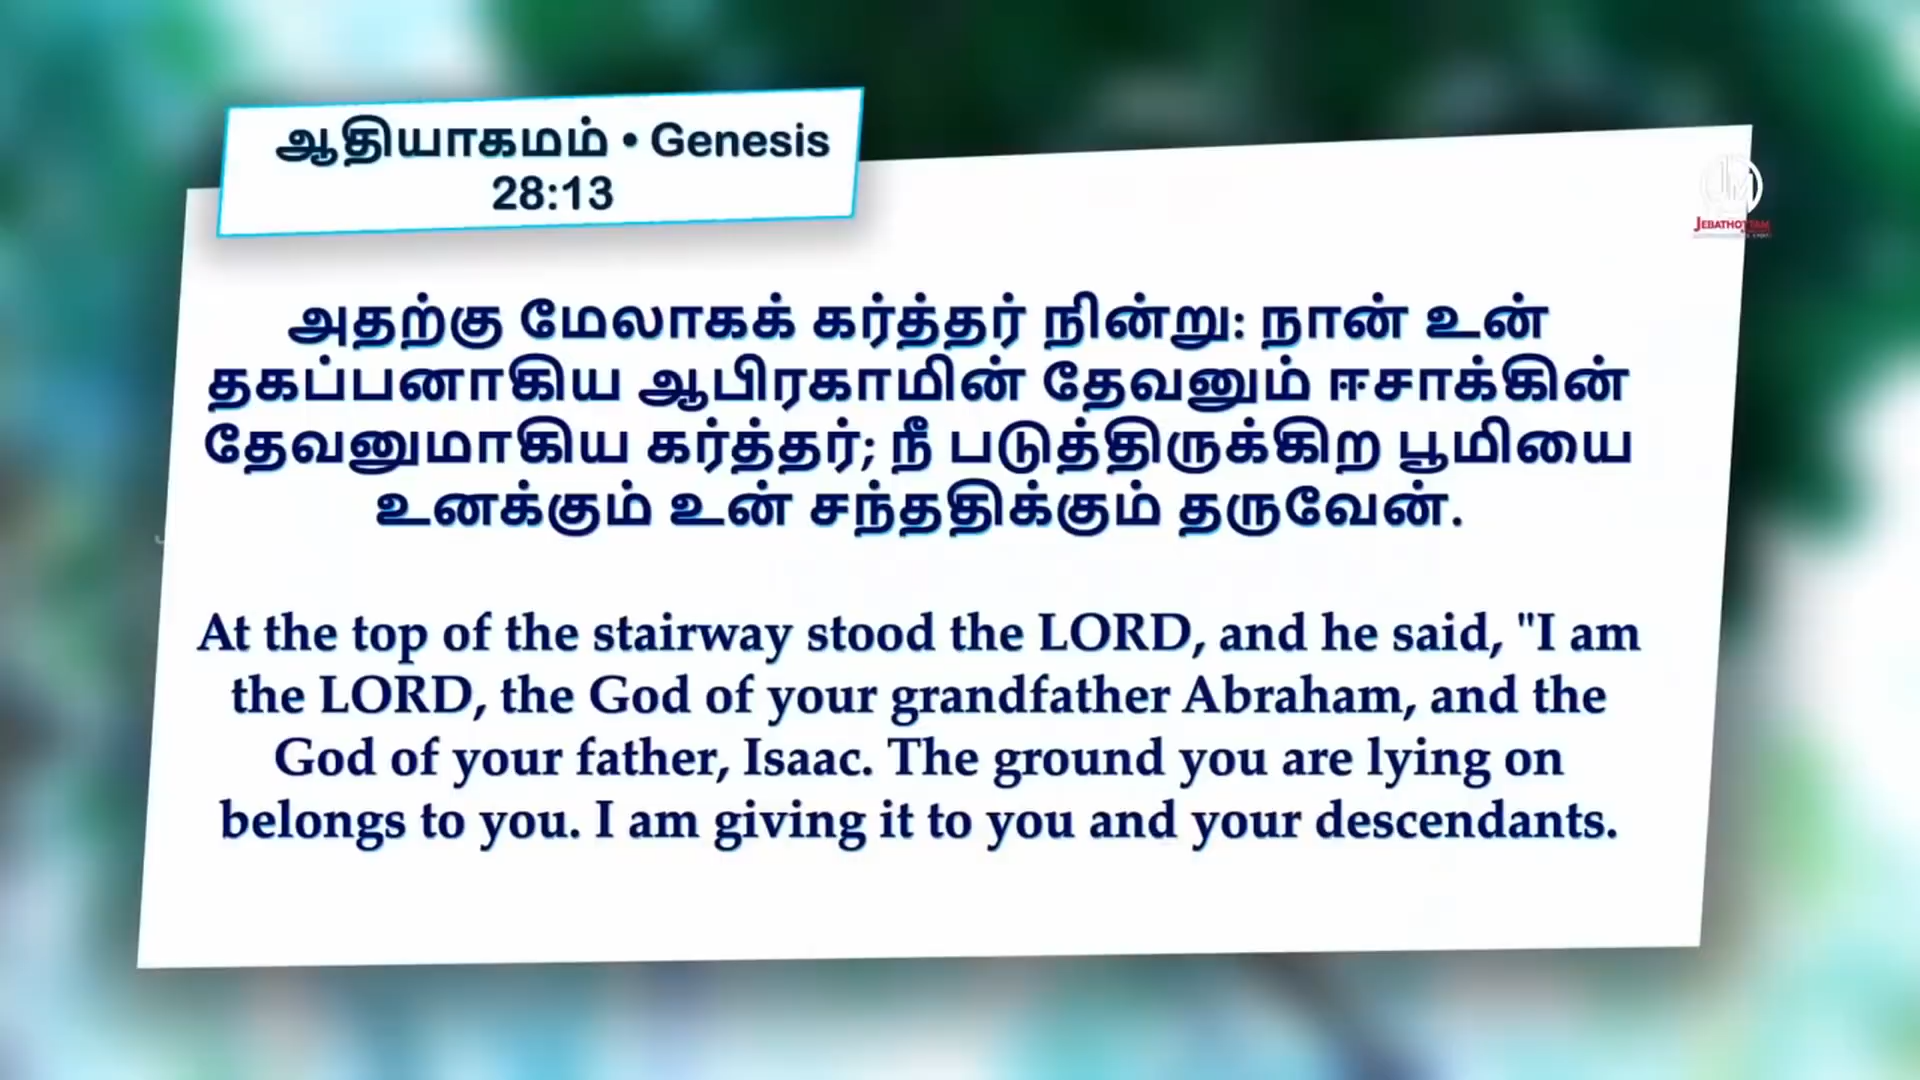 ஆதியாகமம் • Genesis
28:13
JEBATHOTTAM
அதற்கு மேலாகக் கர்த்தர் நின்று: நான் உன்
தகப்பனாகிய ஆபிரகாமின் தேவனும் ஈசாக்கின்
தேவனுமாகிய கர்த்தர்; நீ படுத்திருக்கிற பூமியை
உனக்கும் உன் சந்ததிக்கும் தருவேன்.
At the top of the stairway stood the LORD, and he said, "I am
the LORD, the God of your grandfather Abraham, and the
God of your father, Isaac. The ground you are lying on
belongs to you. I am giving it to you and your descendants.